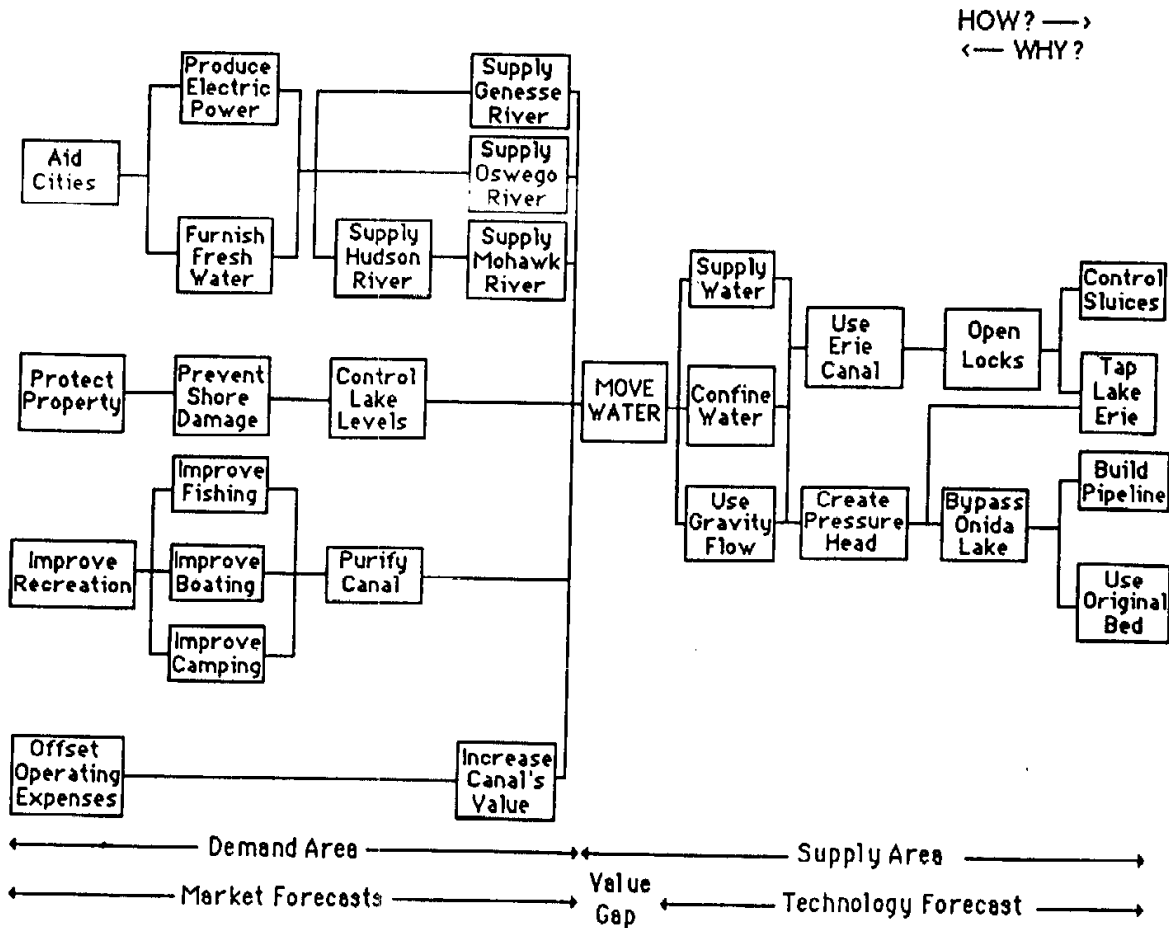 HOW? →
← WHY?
Produce
Electric
Power
Supply
Genesse
River
Aid
Cities
Supply
Oswego
River
Furnish
Fresh
Water
Supply
Hudson
River
Supply
Mohawk
River
Supply
Water
Control
Sluices
Use
Erie
Canal
Open
Locks
Protect
Property
Prevent
Shore
Damage
Control
Lake
Levels
MOVE
WATER
Confine
Water
Tap
Lake
Erie
Improve
Fishing
Use
Gravity
Flow
Create
Pressure
Head
Bypass
Onida
Lake
Build
Pipeline
Improve
Recreation
Improve
Boating
Purify
Canal
Use
Original
Bed
Improve
Camping
Offset
Operating
Expenses
Increase
Canal's
Value
Demand Area
Supply Area
Market Forecasts
Value
Gap
Technology Forecast